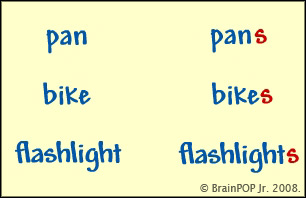 pan pans
bike bikes
flashlight flashlights
© BrainPOP Jr. 2008.